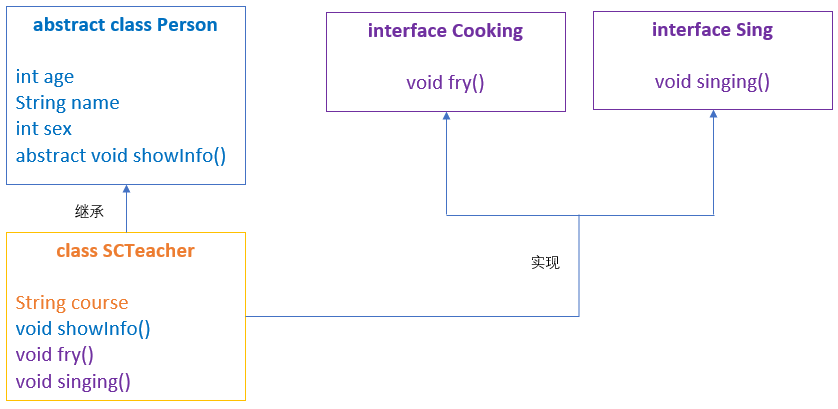 abstract class Person
int age
String name
int sex
abstract void showInfo()
interface Cooking
void fry()
interface Sing
void singing()
继承
实现
class SCTeacher
String course
void showInfo()
void fry()
void singing()